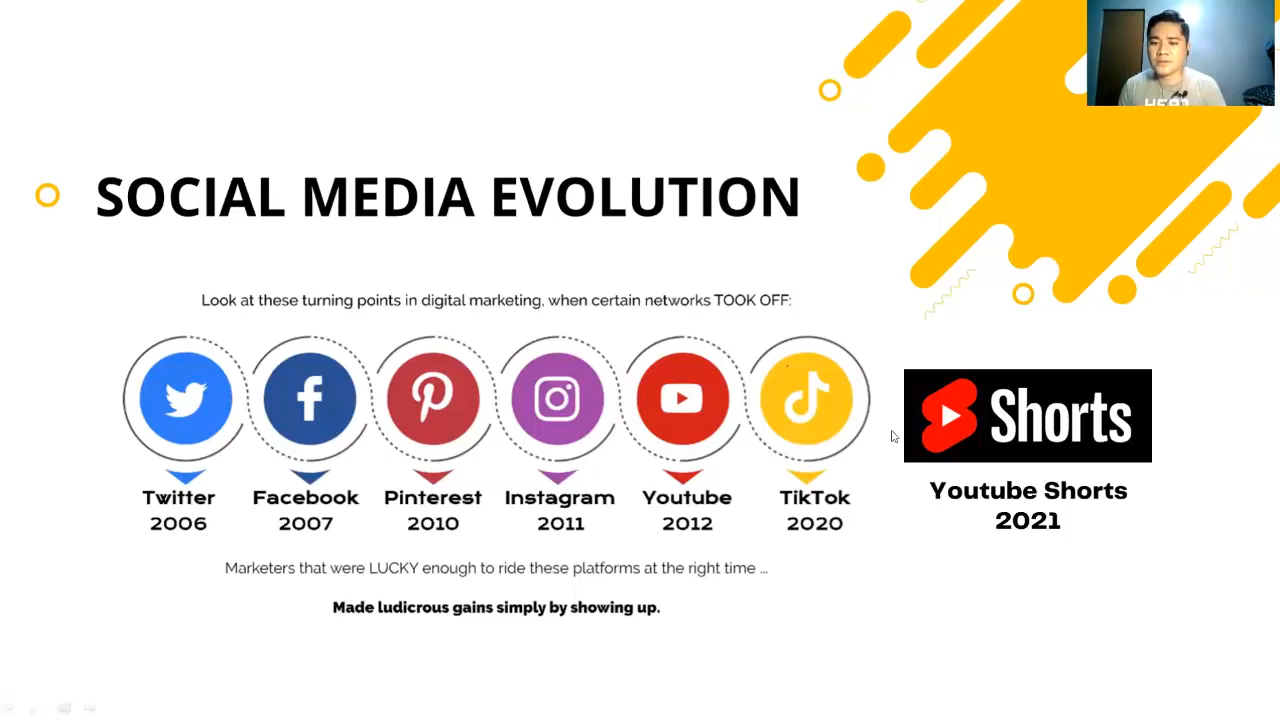 SOCIAL MEDIA EVOLUTION
Look at these turning points in digital marketing, when certain networks TOOK OFF:
Shorts
Twitter
2006
Facebook
2007
Pinterest
2010
Instagram
2011
Youtube
2012
TikTok
2020
Youtube Shorts
2021
Marketers that were LUCKY enough to ride these platforms at the right time ...
Made ludicrous gains simply by showing up.